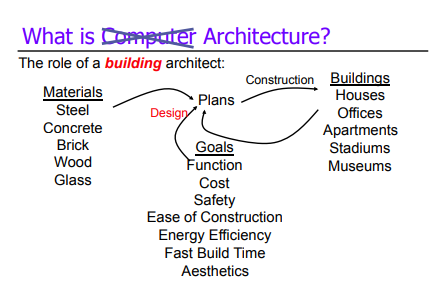 What is Computer Architecture?
The role of a building architect:
Materials
Steel
Concrete
Brick
Wood
Glass
Design
Plans
Construction
Goals
Function
Cost
Safety
Ease of Construction
Energy Efficiency
Fast Build Time
Aesthetics
Buildings
Houses
Offices
Apartments
Stadiums
Museums